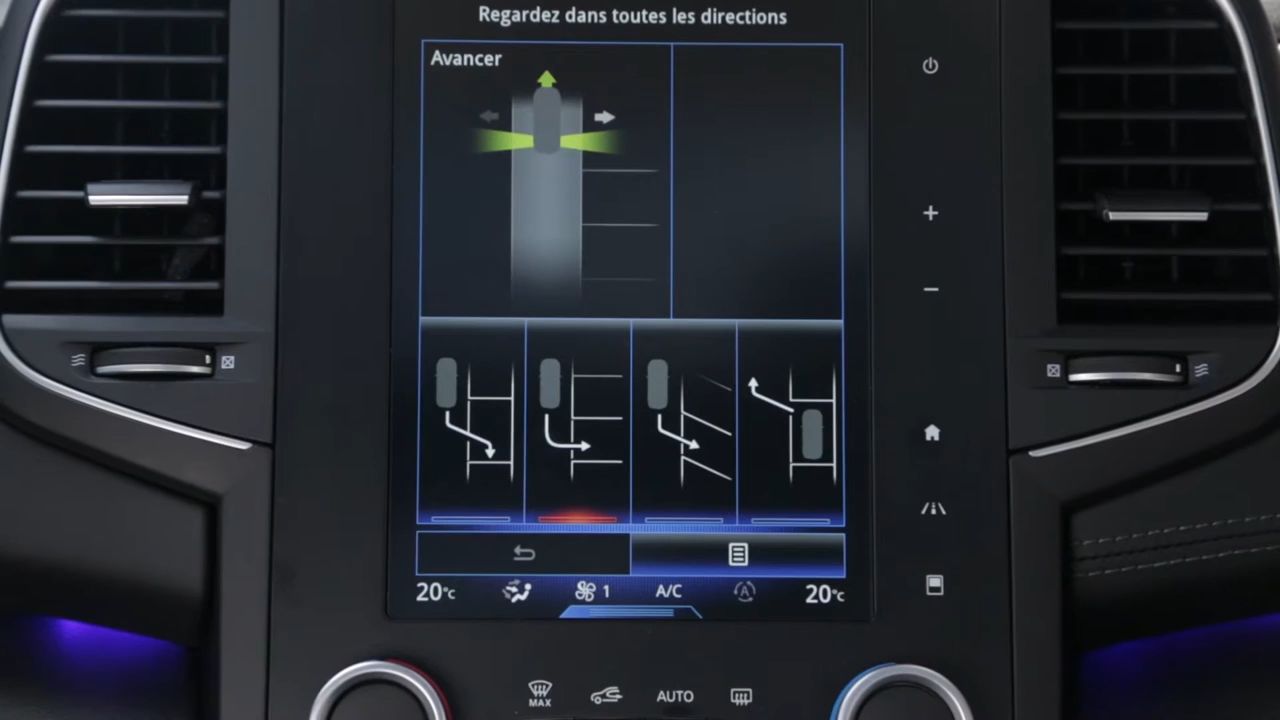 Regardez dans toutes les directions
Avancer
20°C
1
A/C
A
20°C
MAX
AUTO